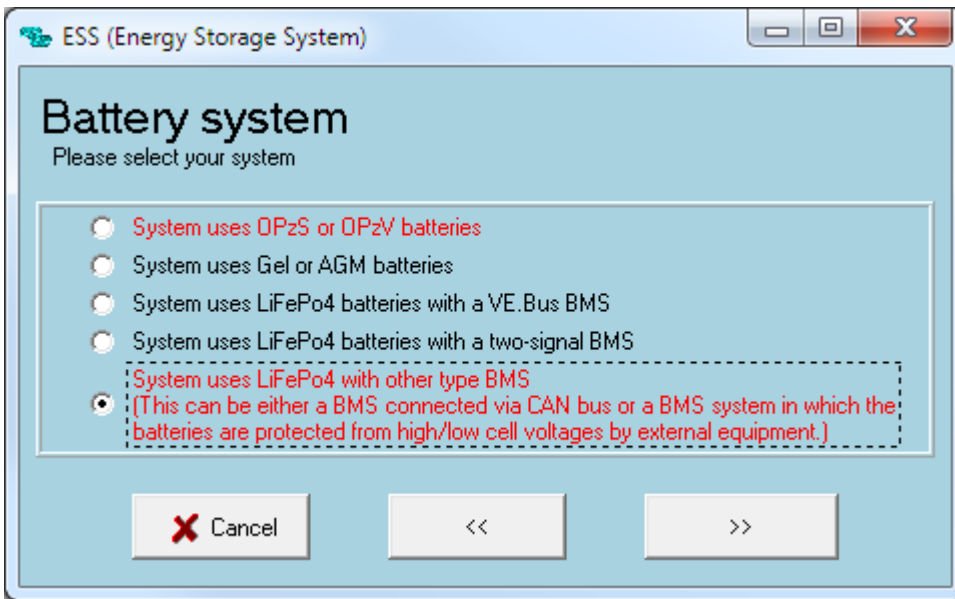 ESS (Energy Storage System)
Battery system
Please select your system
System uses OPzS or OPzV batteries
System uses Gel or AGM batteries
System uses LiFePo4 batteries with a VE.Bus BMS
System uses LiFePo4 batteries with a two-signal BMS
System uses LiFePo4 with other type BMS
(This can be either a BMS connected via CAN bus or a BMS system in which the
batteries are protected from high/low cell voltages by external equipment.)
Cancel
<<
>>